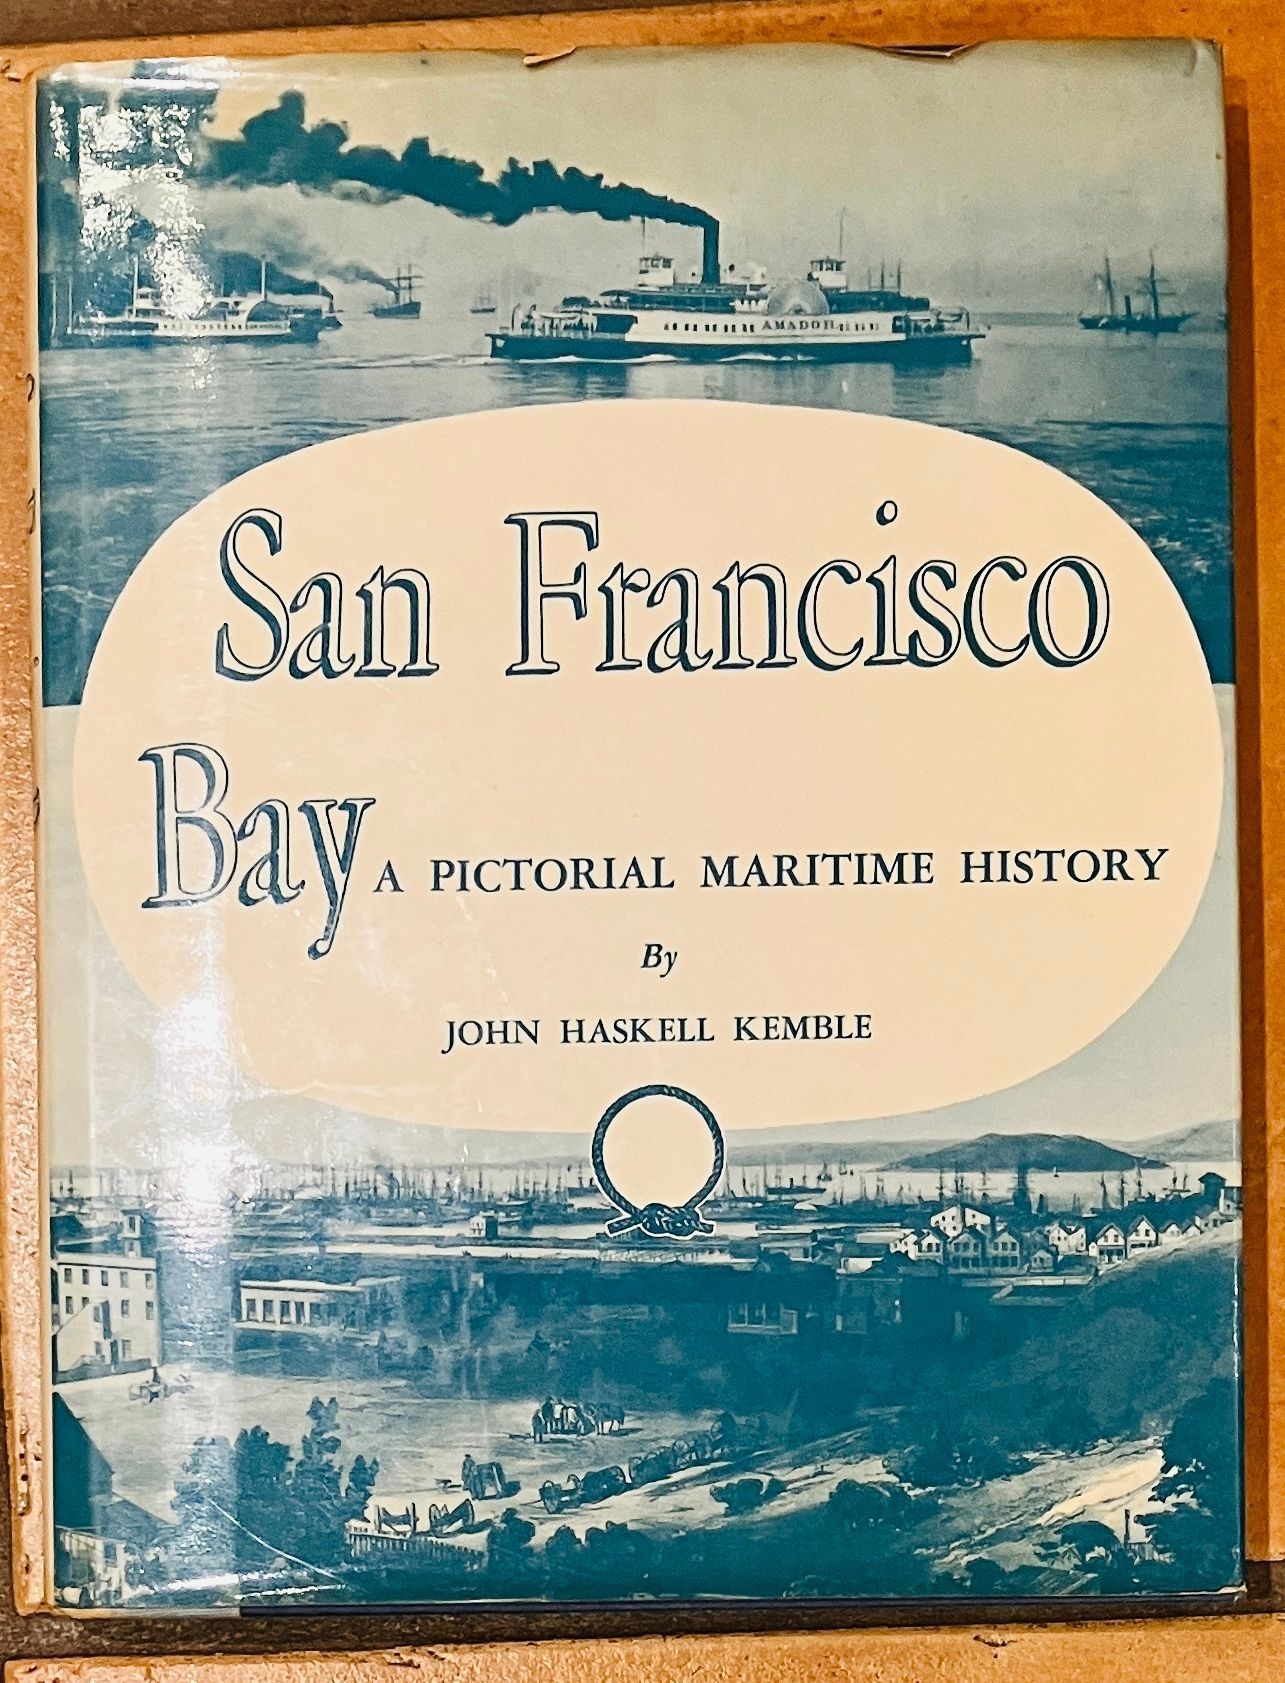 AMADOR
San Francisco
Bay A PICTORIAL MARITIME HISTORY
By
JOHN HASKELL KEMBLE